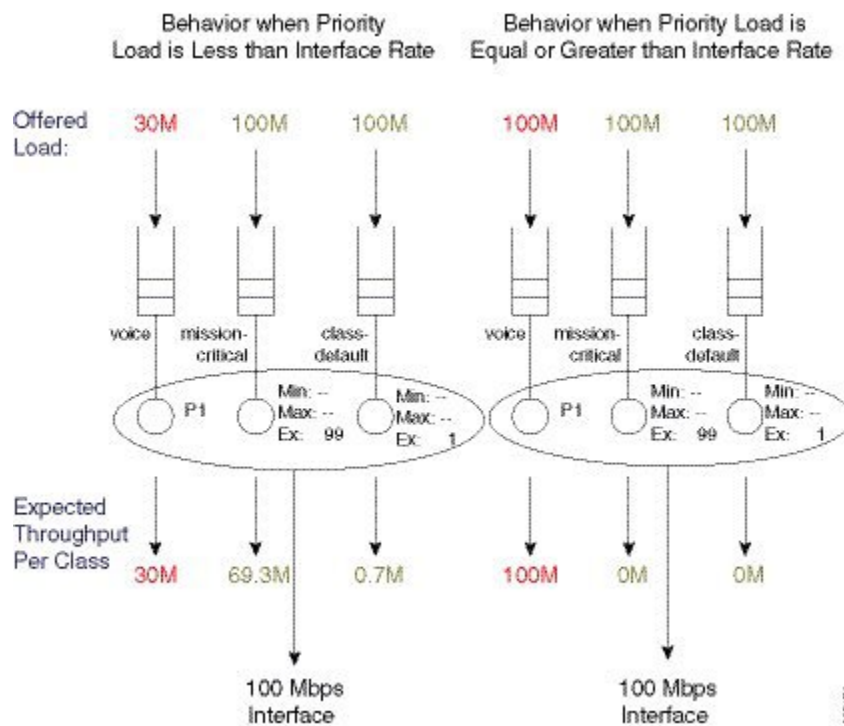 Behavior when Priority
Load is Less than Interface Rate
Behavior when Priority Load is
Equal or Greater than Interface Rate
Offered
Load:
30M 100M 100M 100M 100M 100M
voice mission-
critical class-
default voice mission-
critical class-
default
P1 Min: --
Max: --
Ex: 99 Min: --
Max: --
Ex: 1 P1 Min: --
Max: --
Ex: 99 Min: --
Max: --
Ex: 1
Expected
Throughput
Per Class
30M 69.3M 0.7M 100M 0M 0M
100 Mbps
Interface
100 Mbps
Interface